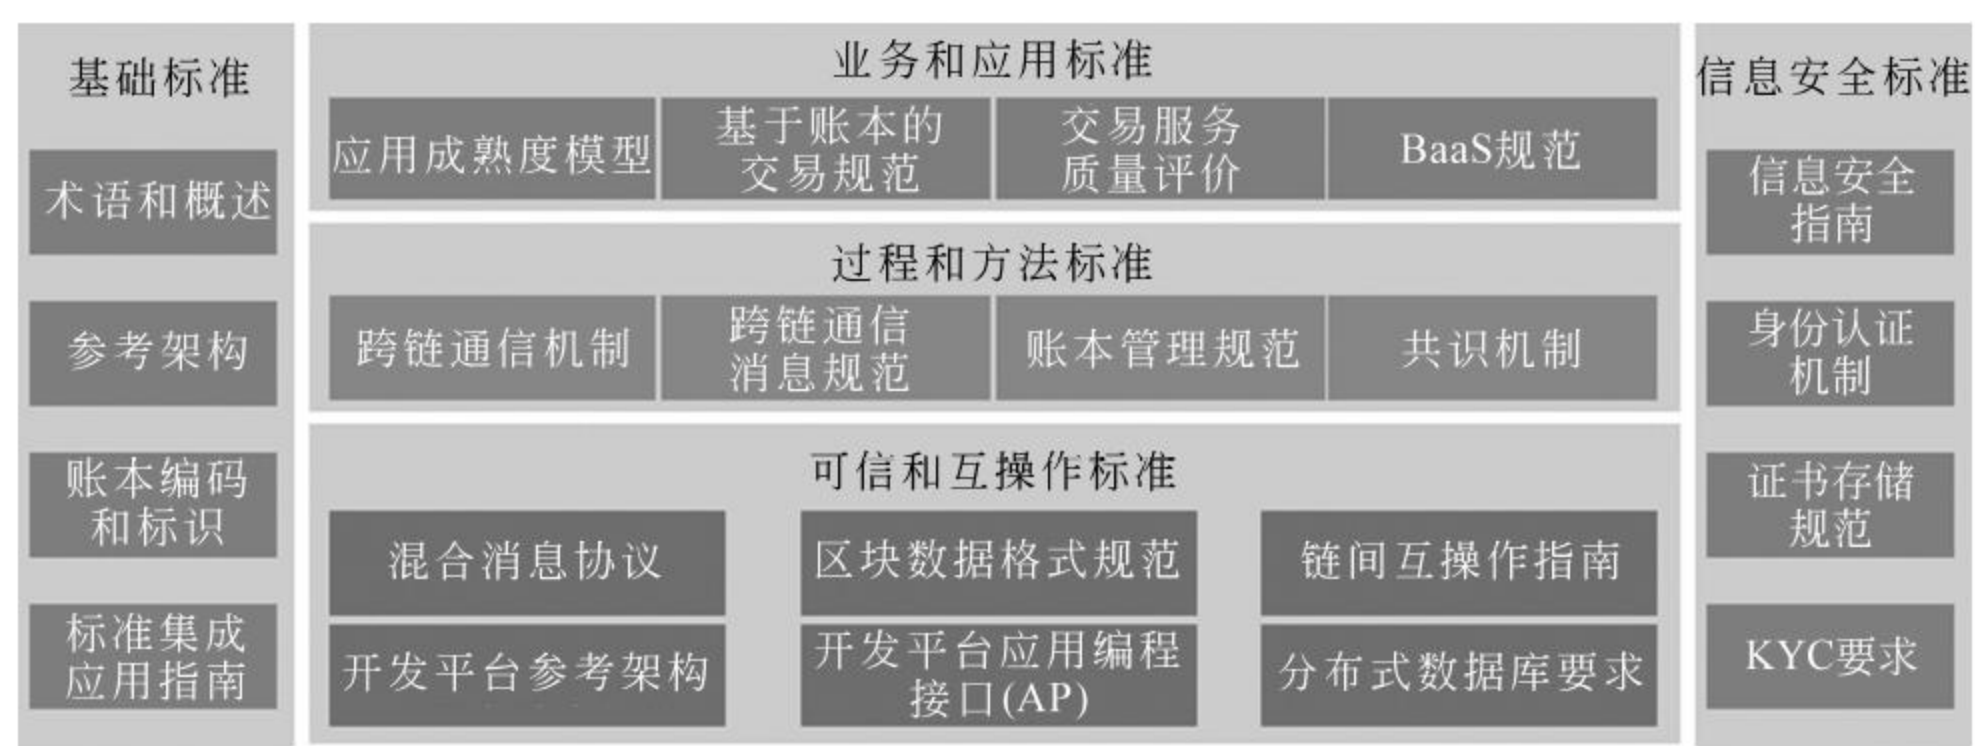 基础标准
术语和概述
参考架构
账本编码
和标识
标准集成
应用指南
业务和应用标准
应用成熟度模型
基于账本的
交易规范
交易服务
质量评价
BaaS规范
过程和方法标准
跨链通信机制
跨链通信
消息规范
账本管理规范
共识机制
可信和互操作标准
混合消息协议
区块数据格式规范
链间互操作指南
开发平台参考架构
开发平台应用编程
接口(AP)
分布式数据库要求
信息安全标准
信息安全
指南
身份认证
机制
证书存储
规范
KYC要求